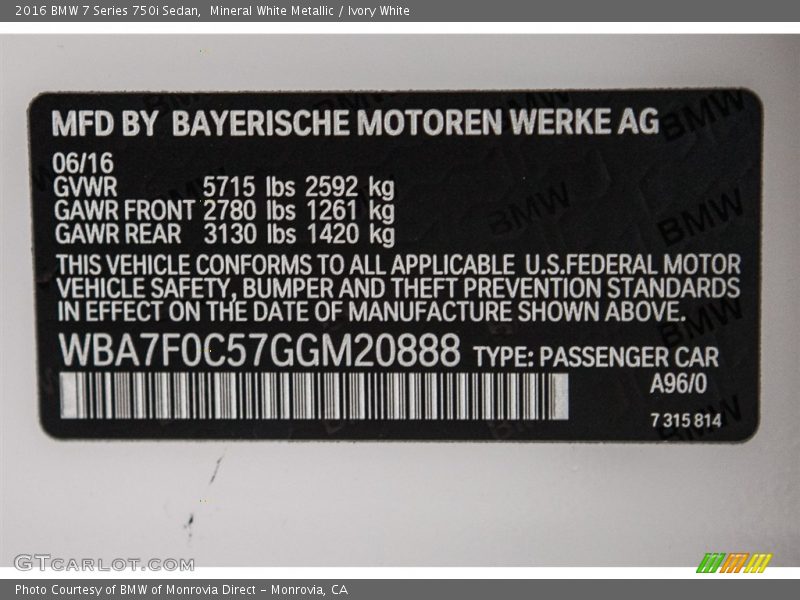 2016 BMW 7 Series 750i Sedan,  Mineral White Metallic / Ivory White
MFD BY BAYERISCHE MOTOREN WERKE AG
06/16
GVWR 5715 lbs 2592 kg
GAWR FRONT 2780 lbs 1261 kg
GAWR REAR 3130 lbs 1420 kg
THIS VEHICLE CONFORMS TO ALL APPLICABLE U.S.FEDERAL MOTOR
VEHICLE SAFETY, BUMPER AND THEFT PREVENTION STANDARDS
IN EFFECT ON THE DATE OF MANUFACTURE SHOWN ABOVE.
WBA7F0C57GGM20888 TYPE: PASSENGER CAR
A96/0
7 315 814
BMW
BMW
BMW
BMW
GTCARLOT.COM
Photo Courtesy of BMW of Monrovia Direct - Monrovia, CA